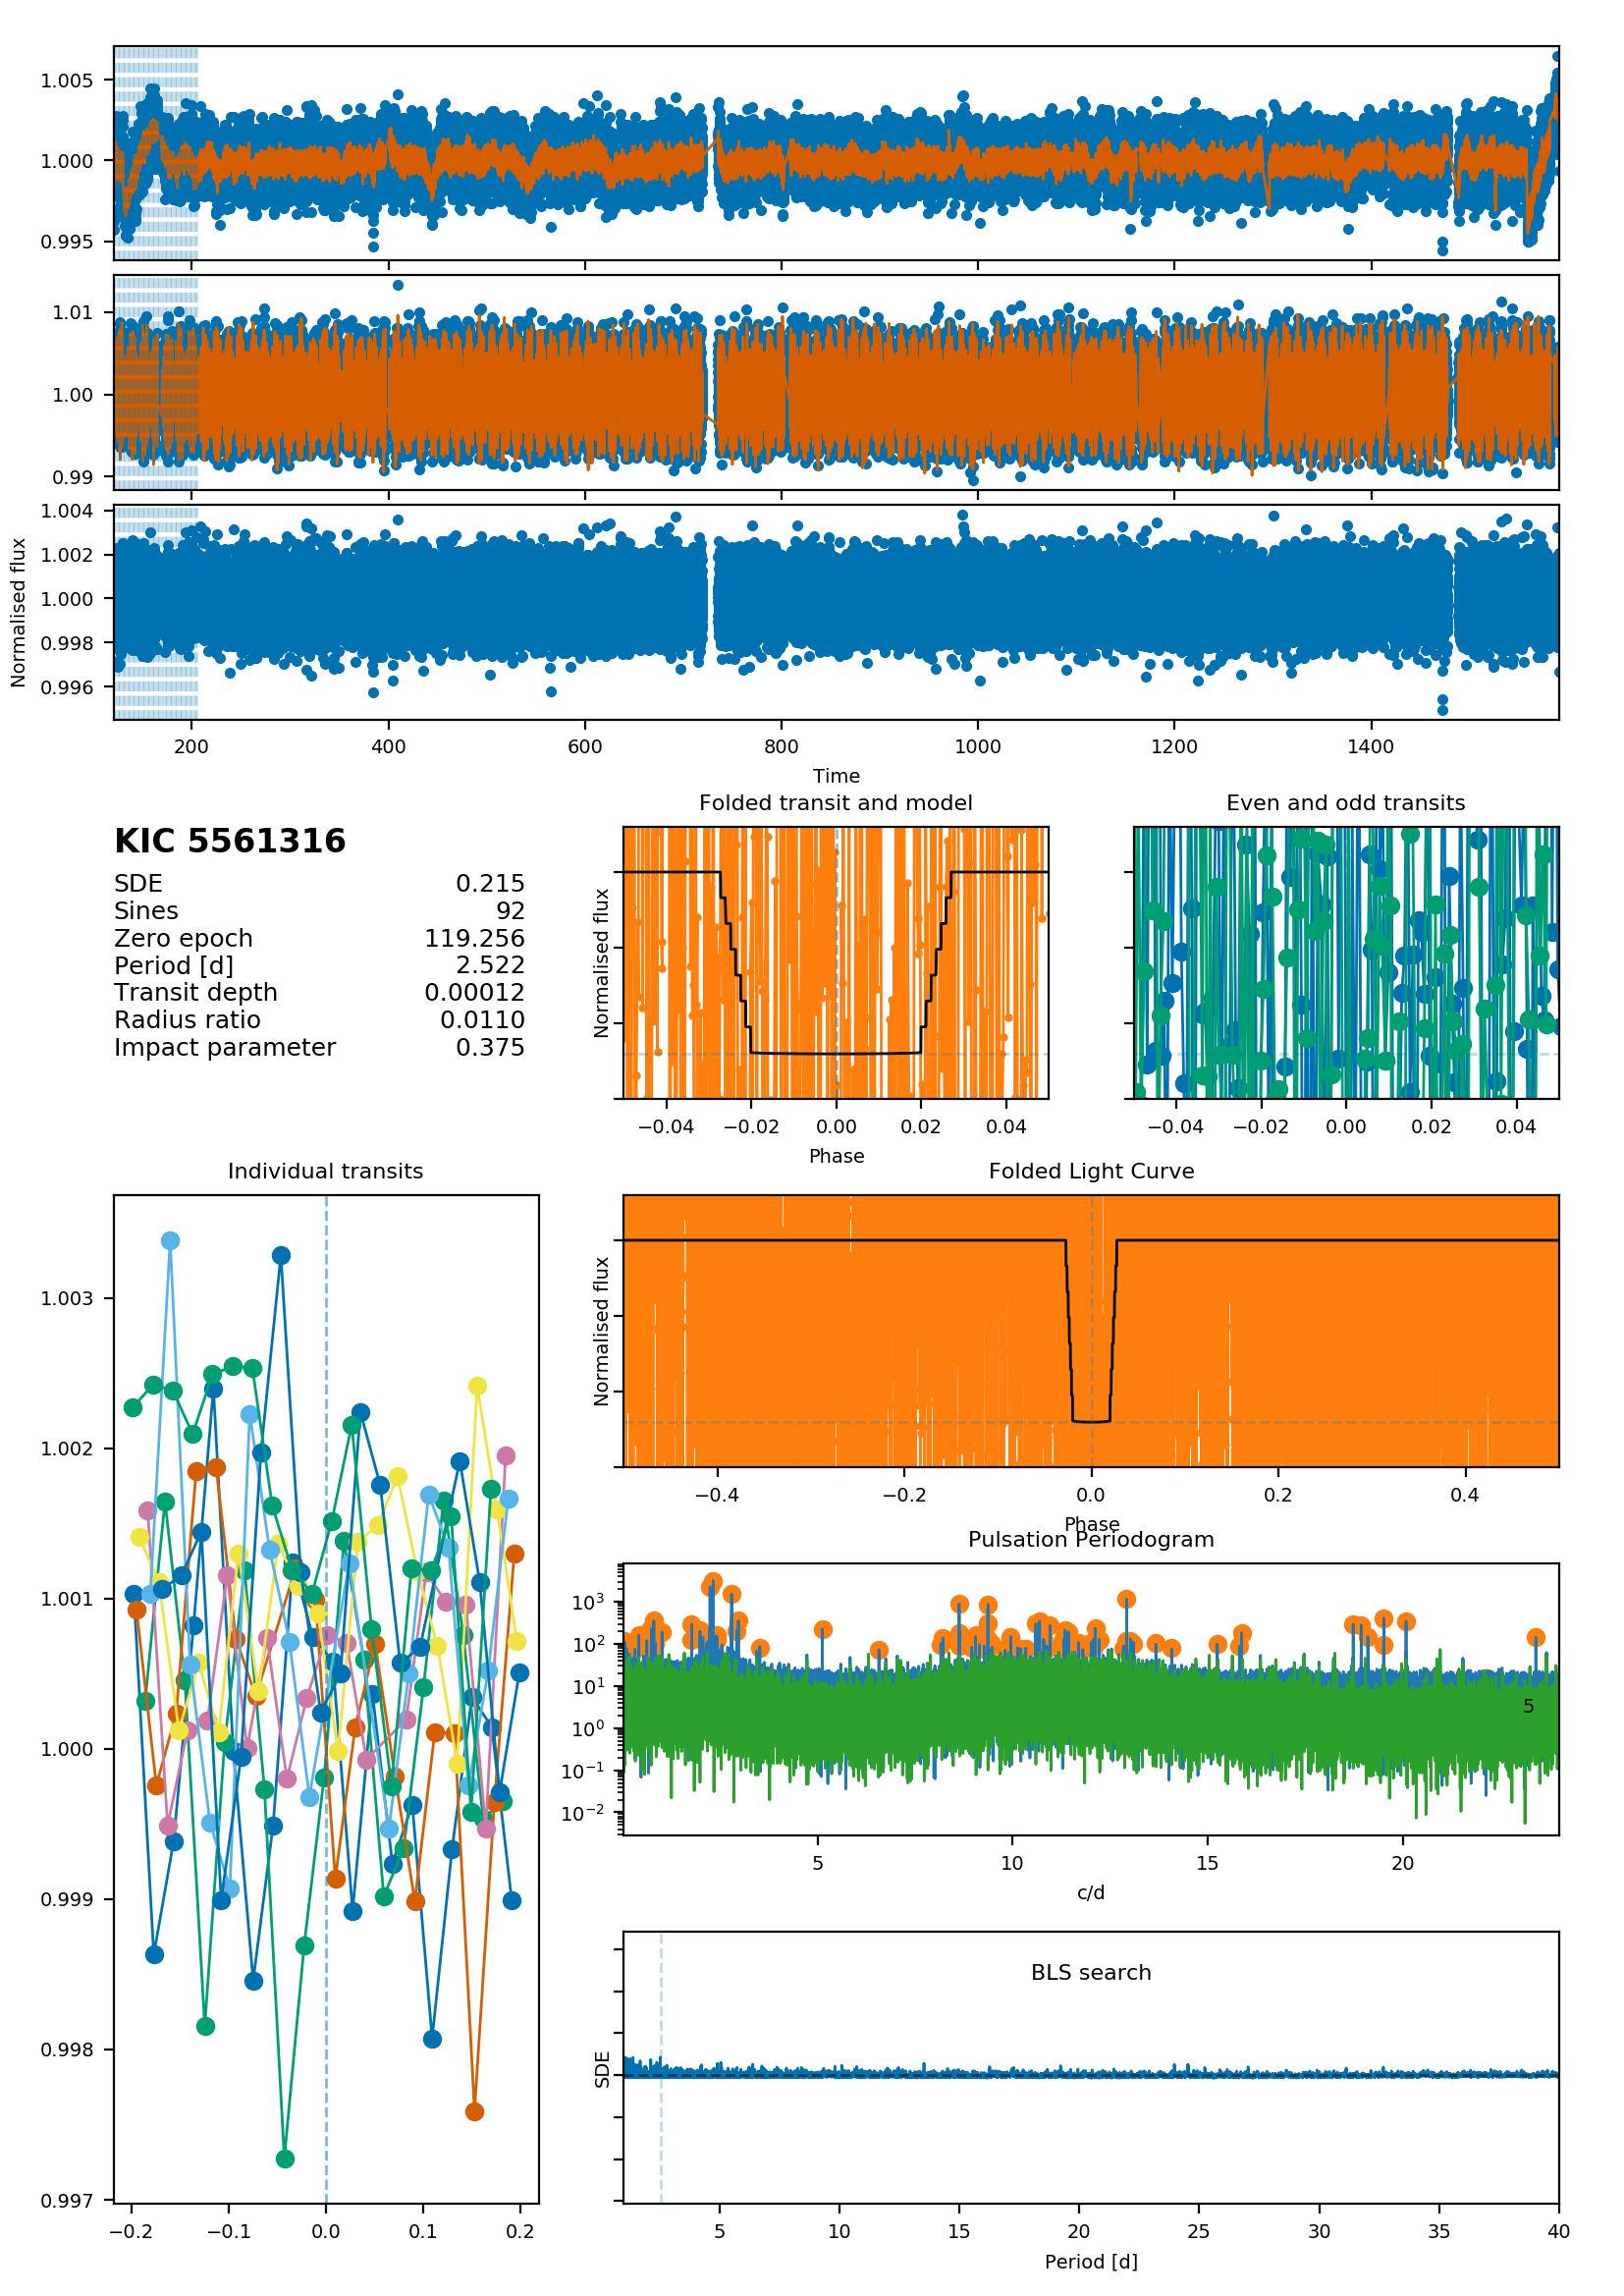 1.005
1.000
0.995
1.01
1.00
0.99
1.004
1.002
1.000
0.998
0.996
Normalised flux
200 400 600 800 1000 1200 1400
Time
KIC 5561316
SDE 0.215
Sines 92
Zero epoch 119.256
Period [d] 2.522
Transit depth 0.00012
Radius ratio 0.0110
Impact parameter 0.375
Folded transit and model
Normalised flux
−0.04 −0.02 0.00 0.02 0.04
Phase
Even and odd transits
−0.04 −0.02 0.00 0.02 0.04
Individual transits
1.003
1.002
1.001
1.000
0.999
0.998
0.997
−0.2 −0.1 0.0 0.1 0.2
Folded Light Curve
Normalised flux
−0.4 −0.2 0.0 0.2 0.4
Phase
Pulsation Periodogram
10³
10²
10¹
10⁰
10⁻¹
10⁻²
5
5 10 15 20
c/d
BLS search
SDE
5 10 15 20 25 30 35 40
Period [d]